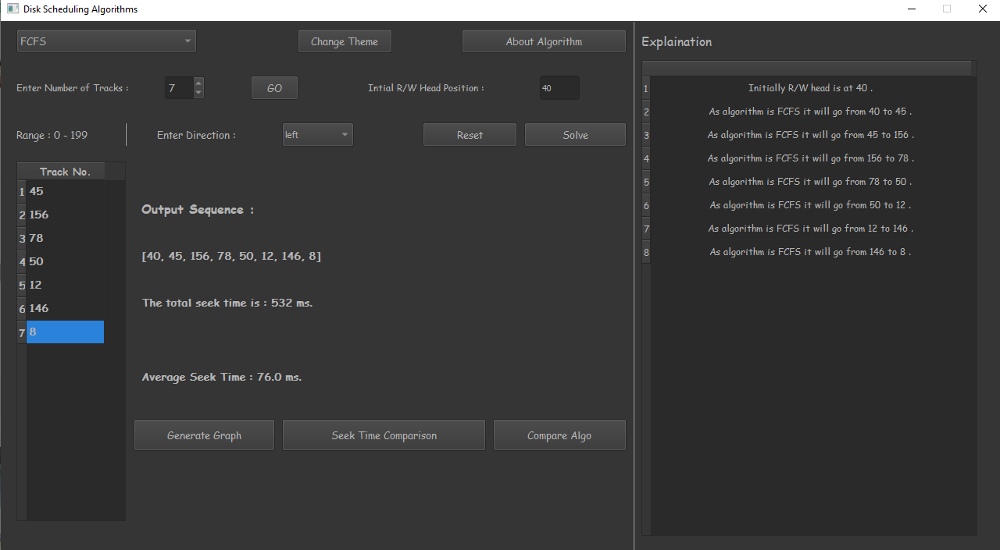 Disk Scheduling Algorithms
FCFS
Change Theme
About Algorithm
Enter Number of Tracks :
7
GO
Intial R/W Head Position :
40
Range : 0 - 199
Enter Direction :
left
Reset
Solve
Track No.
1 45
2 156
3 78
4 50
5 12
6 146
7 8
Output Sequence :
[40, 45, 156, 78, 50, 12, 146, 8]
The total seek time is : 532 ms.
Average Seek Time : 76.0 ms.
Generate Graph
Seek Time Comparison
Compare Algo
Explaination
1 Initially R/W head is at 40 .
2 As algorithm is FCFS it will go from 40 to 45 .
3 As algorithm is FCFS it will go from 45 to 156 .
4 As algorithm is FCFS it will go from 156 to 78 .
5 As algorithm is FCFS it will go from 78 to 50 .
6 As algorithm is FCFS it will go from 50 to 12 .
7 As algorithm is FCFS it will go from 12 to 146 .
8 As algorithm is FCFS it will go from 146 to 8 .